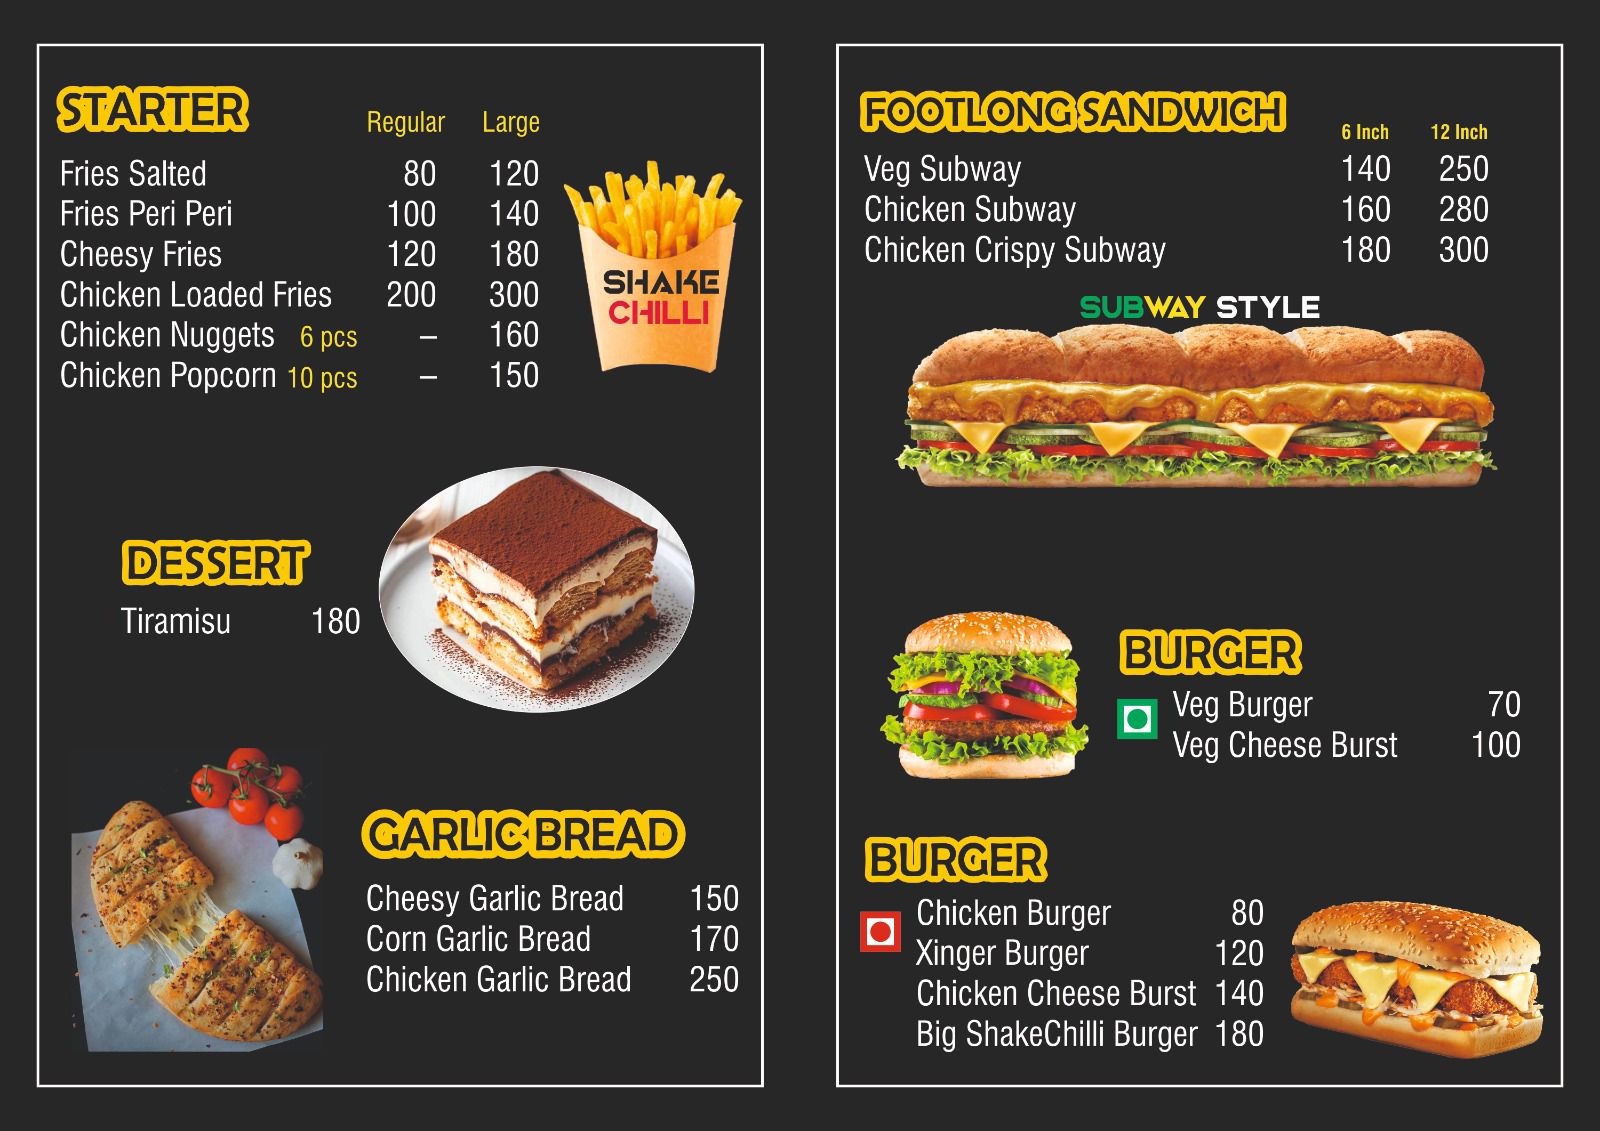 STARTER Regular Large
Fries Salted 80 120
Fries Peri Peri 100 140
Cheesy Fries 120 180
Chicken Loaded Fries 200 300
Chicken Nuggets 6 pcs – 160
Chicken Popcorn 10 pcs – 150
SHAKE
CHILLI
DESSERT
Tiramisu 180
GARLIC BREAD
Cheesy Garlic Bread 150
Corn Garlic Bread 170
Chicken Garlic Bread 250
FOOTLONG SANDWICH 6 Inch 12 Inch
Veg Subway 140 250
Chicken Subway 160 280
Chicken Crispy Subway 180 300
SUBWAY STYLE
BURGER
Veg Burger 70
Veg Cheese Burst 100
BURGER
Chicken Burger 80
Xinger Burger 120
Chicken Cheese Burst 140
Big ShakeChilli Burger 180